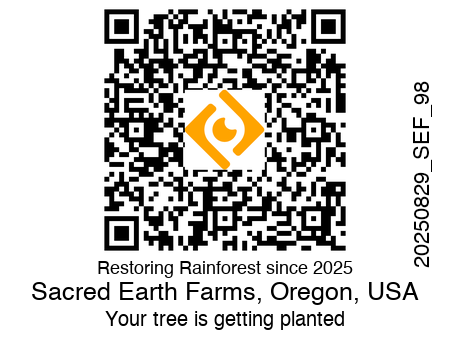 Restoring Rainforest since 2025
Sacred Earth Farms, Oregon, USA
Your tree is getting planted
20250829_SEF_98